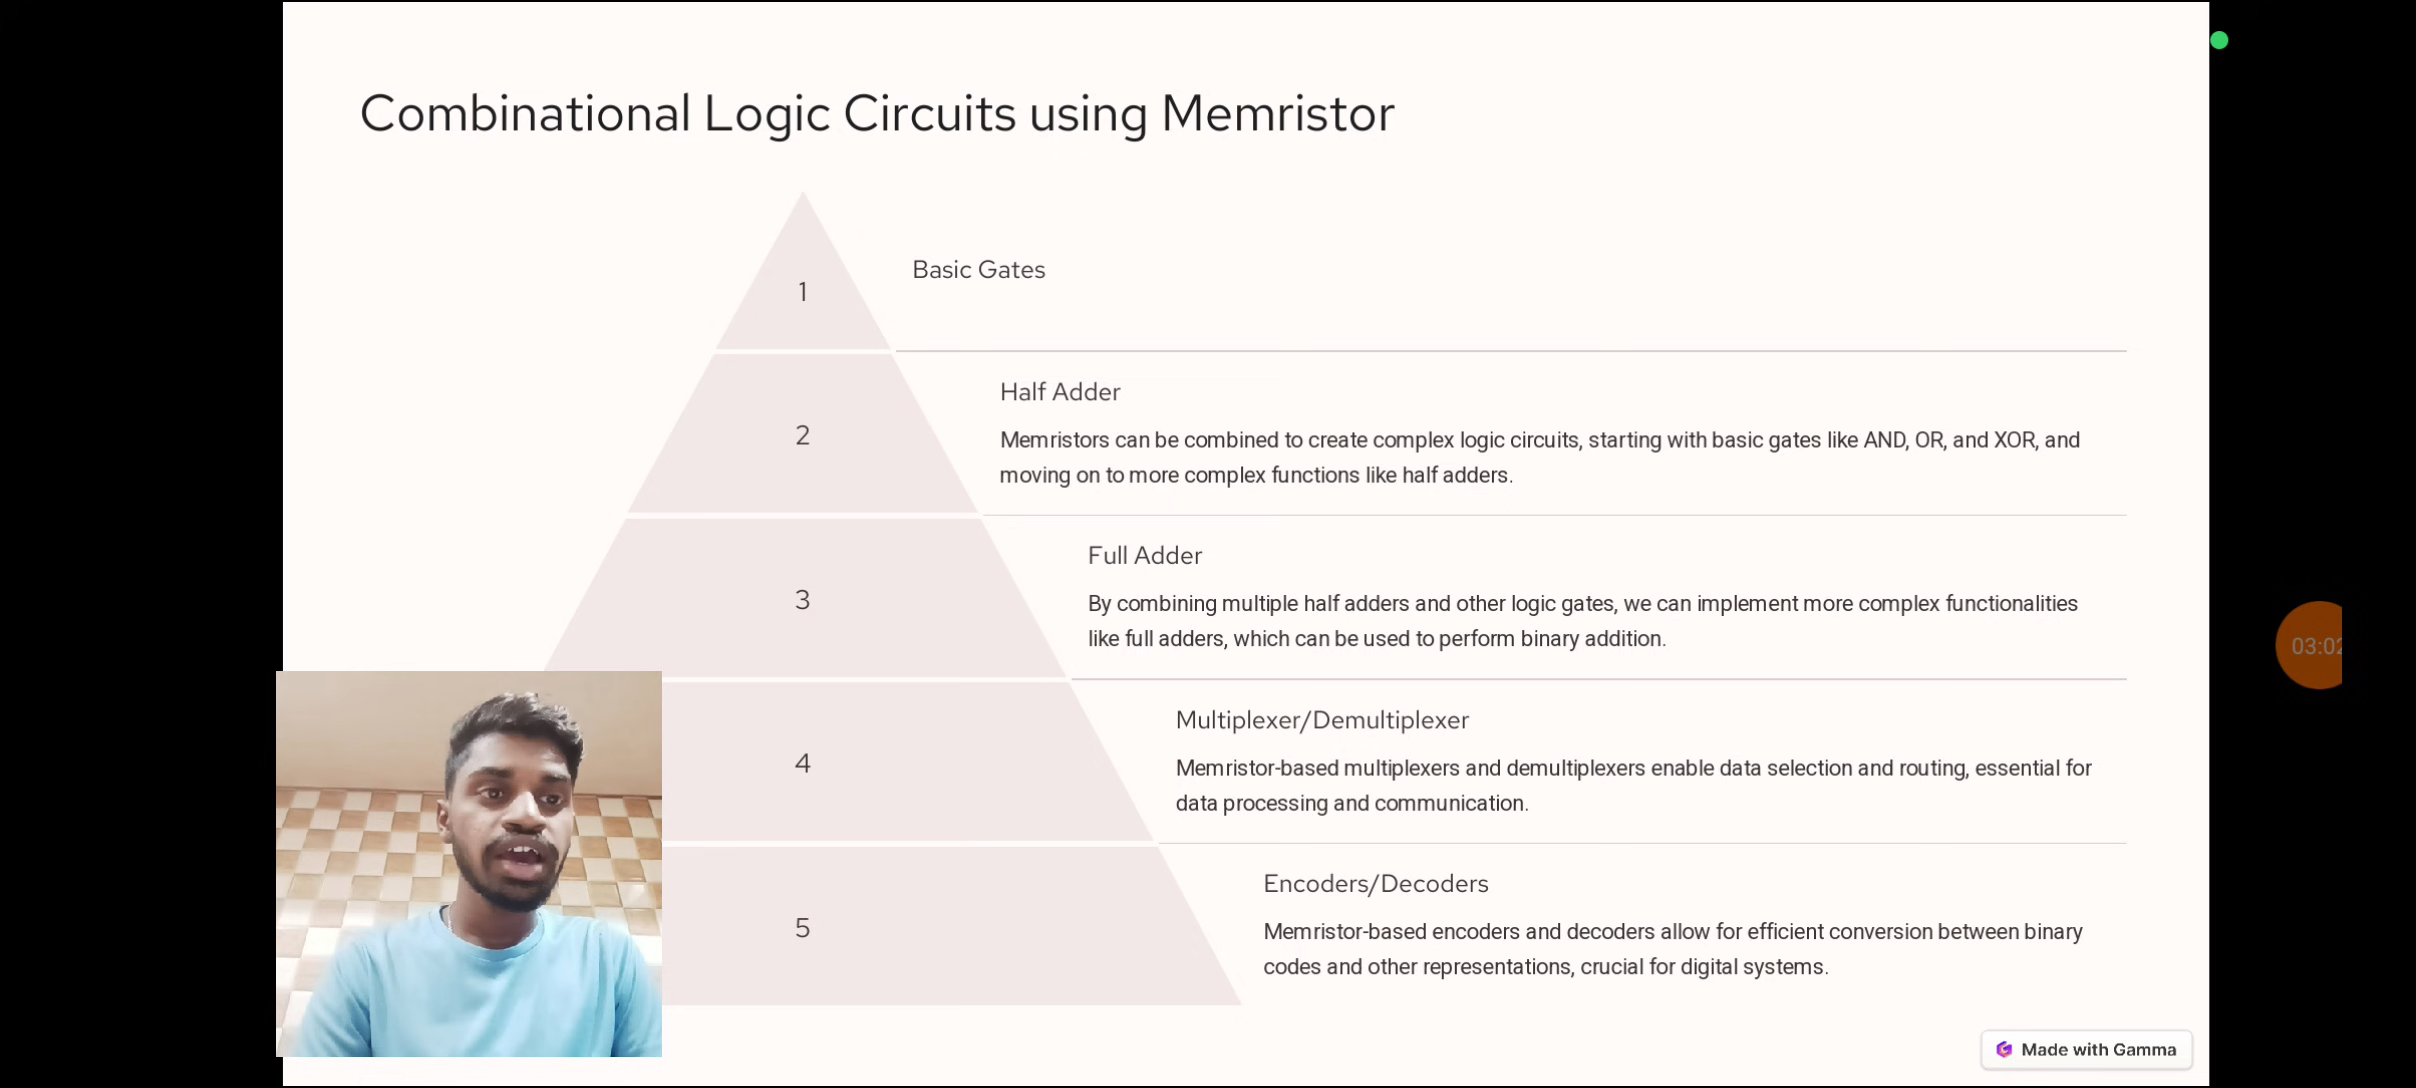 Combinational Logic Circuits using Memristor
1
Basic Gates
2
Half Adder
Memristors can be combined to create complex logic circuits, starting with basic gates like AND, OR, and XOR, and
moving on to more complex functions like half adders.
3
Full Adder
By combining multiple half adders and other logic gates, we can implement more complex functionalities
like full adders, which can be used to perform binary addition.
03:02
4
Multiplexer/Demultiplexer
Memristor-based multiplexers and demultiplexers enable data selection and routing, essential for
data processing and communication.
5
Encoders/Decoders
Memristor-based encoders and decoders allow for efficient conversion between binary
codes and other representations, crucial for digital systems.
Made with Gamma